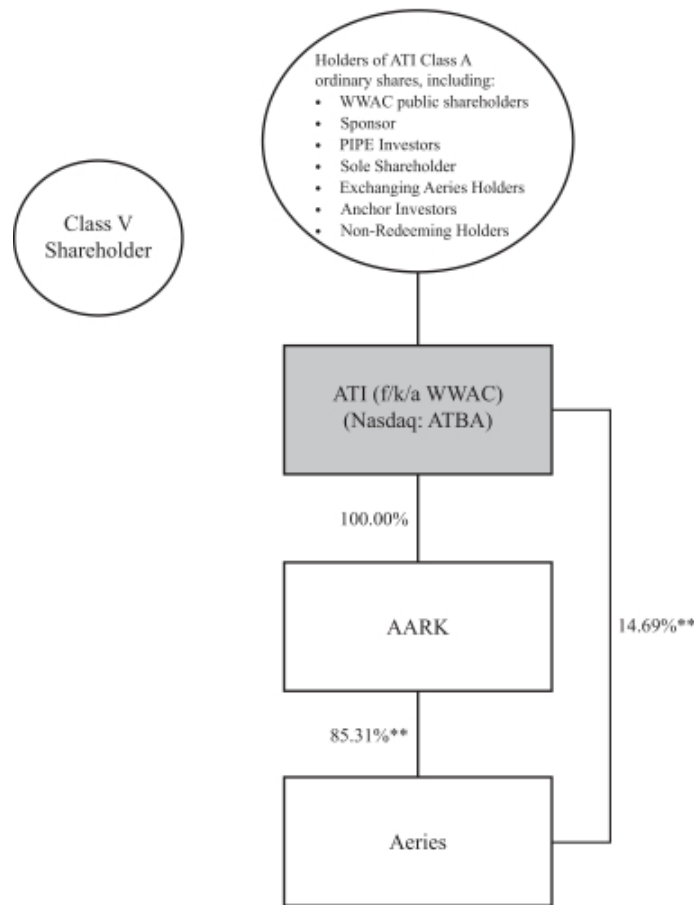 Holders of ATI Class A
ordinary shares, including:
• WWAC public shareholders
• Sponsor
• PIPE Investors
• Sole Shareholder
• Exchanging Aeries Holders
• Anchor Investors
• Non-Redeeming Holders
Class V
Shareholder
ATI (f/k/a WWAC)
(Nasdaq: ATBA)
100.00%
AARK
14.69%**
85.31%**
Aeries